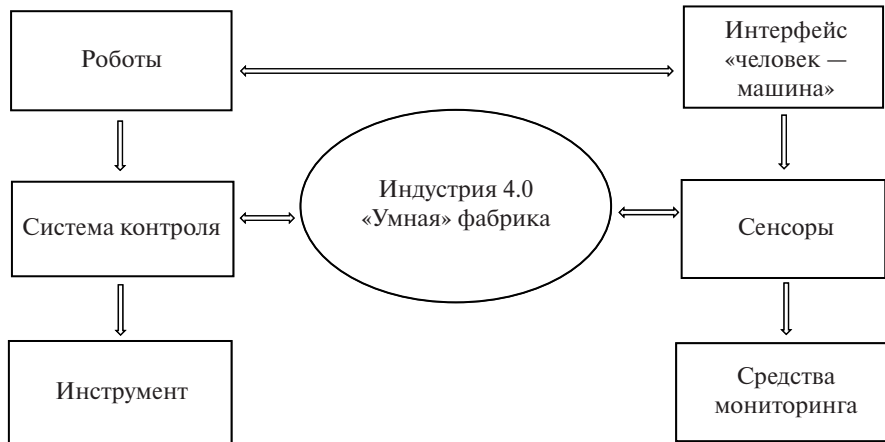 Роботы
Интерфейс
«человек —
машина»
Индустрия 4.0
«Умная» фабрика
Система контроля
Сенсоры
Инструмент
Средства
мониторинга